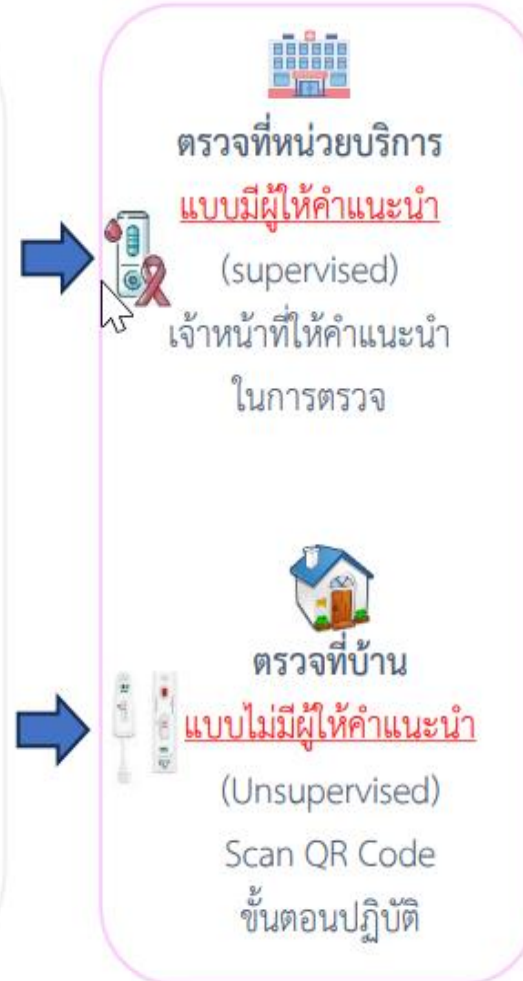 ตรวจที่หน่วยบริการ
แบบมีผู้ให้คำแนะนำ
(supervised)
เจ้าหน้าที่ให้คำแนะนำ
ในการตรวจ
ตรวจที่บ้าน
แบบไม่มีผู้ให้คำแนะนำ
(Unsupervised)
Scan QR Code
ขั้นตอนปฏิบัติ